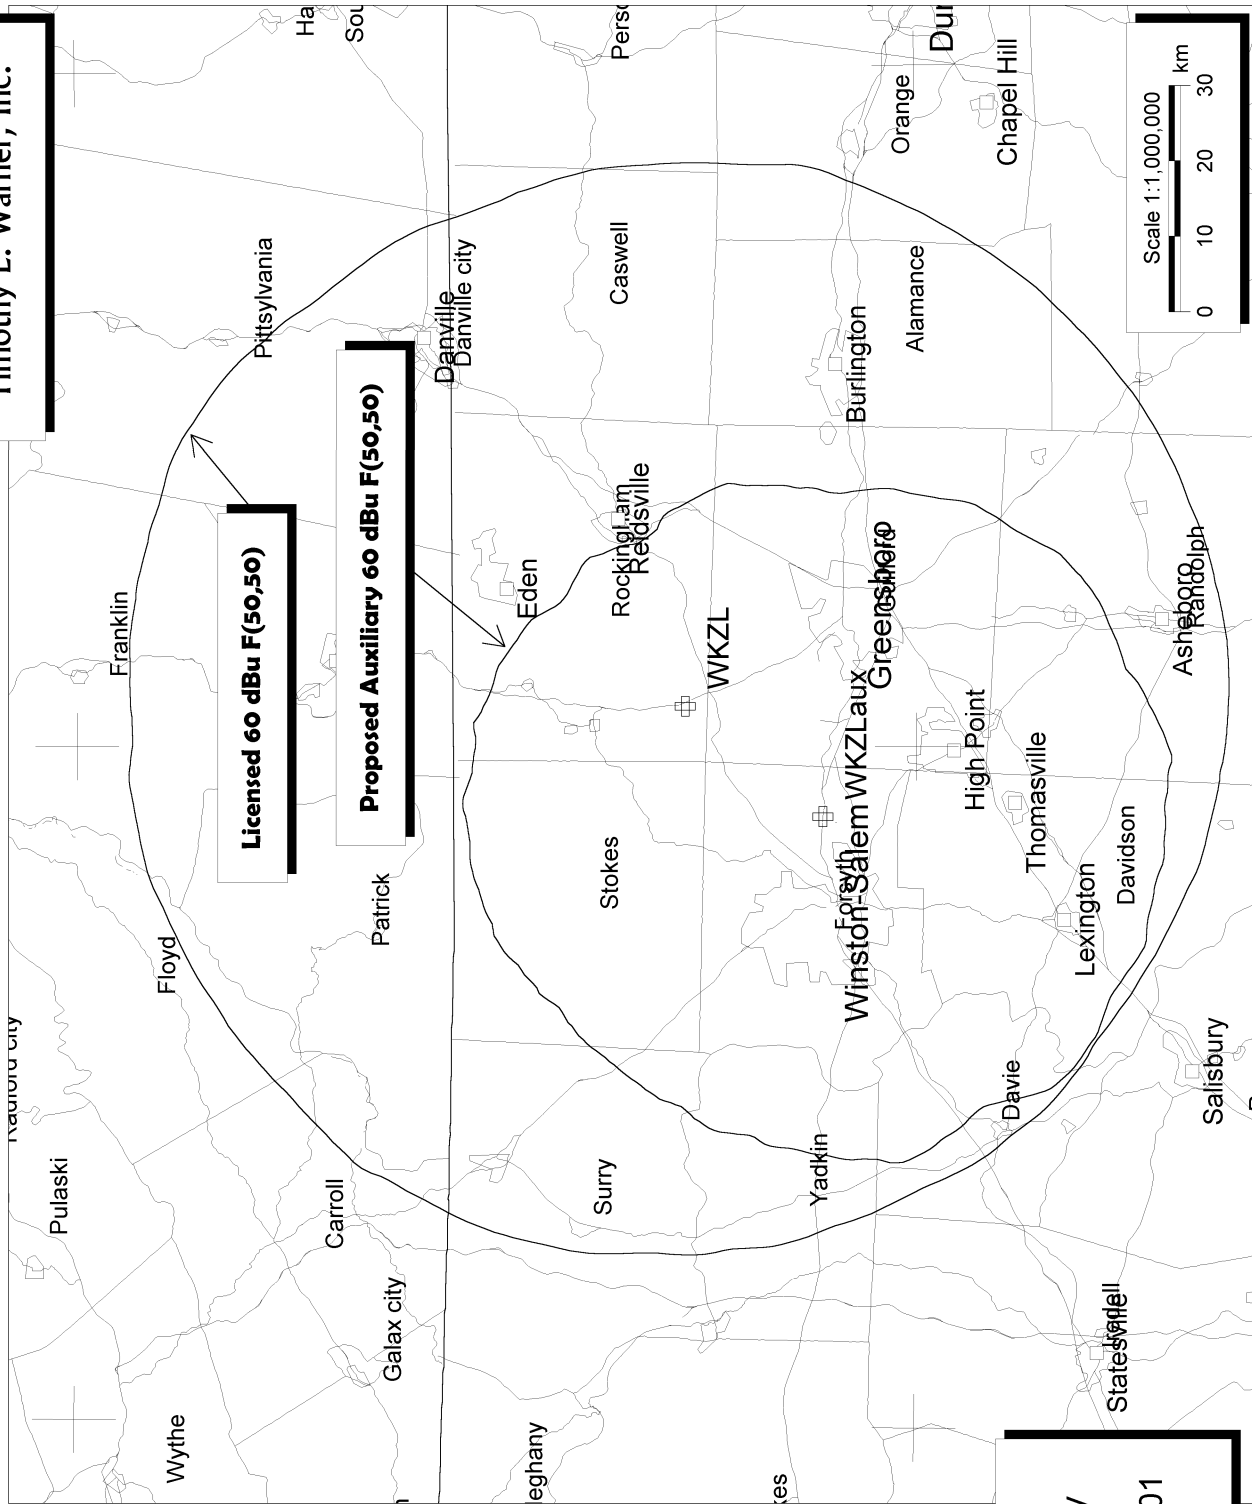 Timothy L. Warner, Inc.
Pulaski
Wythe
Floyd
Franklin
Pittsylvania
Carroll
Galax city
Patrick
Licensed 60 dBu F(50,50)
Proposed Auxiliary 60 dBu F(50,50)
Danville
Danville city
Eden
Surry
Stokes
Rockingham
Reidsville
Caswell
WKZL
Yadkin
Forsyth
Winston-Salem
WKZLaux
Greensboro
Guilford
Burlington
Alamance
Orange
Chapel Hill
High Point
Thomasville
Davie
Lexington
Davidson
Asheboro
Randolph
Salisbury
Iredell
Statesville
Scale 1:1,000,000
0 10 20 30
km